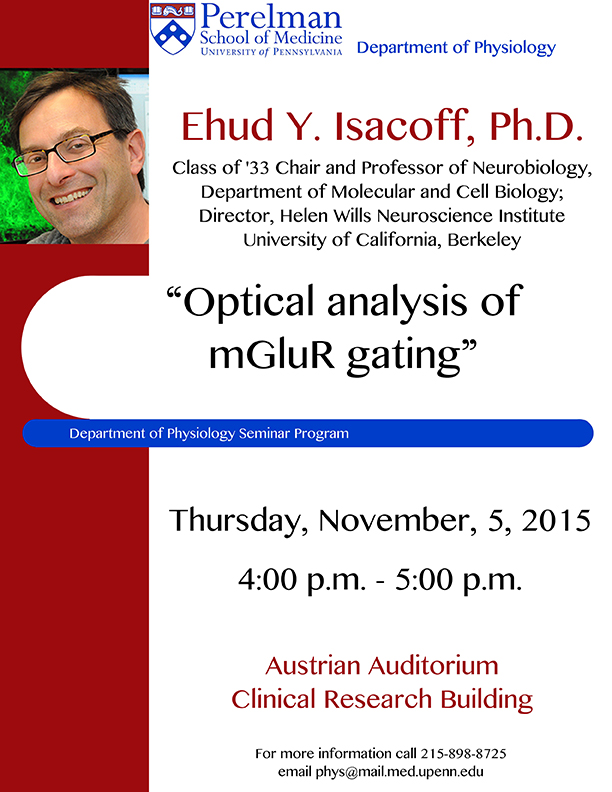 Perelman
School of Medicine
University of Pennsylvania
Department of Physiology
Ehud Y. Isacoff, Ph.D.
Class of '33 Chair and Professor of Neurobiology,
Department of Molecular and Cell Biology;
Director, Helen Wills Neuroscience Institute
University of California, Berkeley
“Optical analysis of
mGluR gating”
Department of Physiology Seminar Program
Thursday, November, 5, 2015
4:00 p.m. - 5:00 p.m.
Austrian Auditorium
Clinical Research Building
For more information call 215-898-8725
email phys@mail.med.upenn.edu